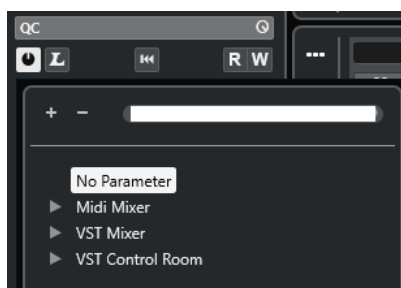 QC
L R W
+ −
No Parameter
Midi Mixer
VST Mixer
VST Control Room